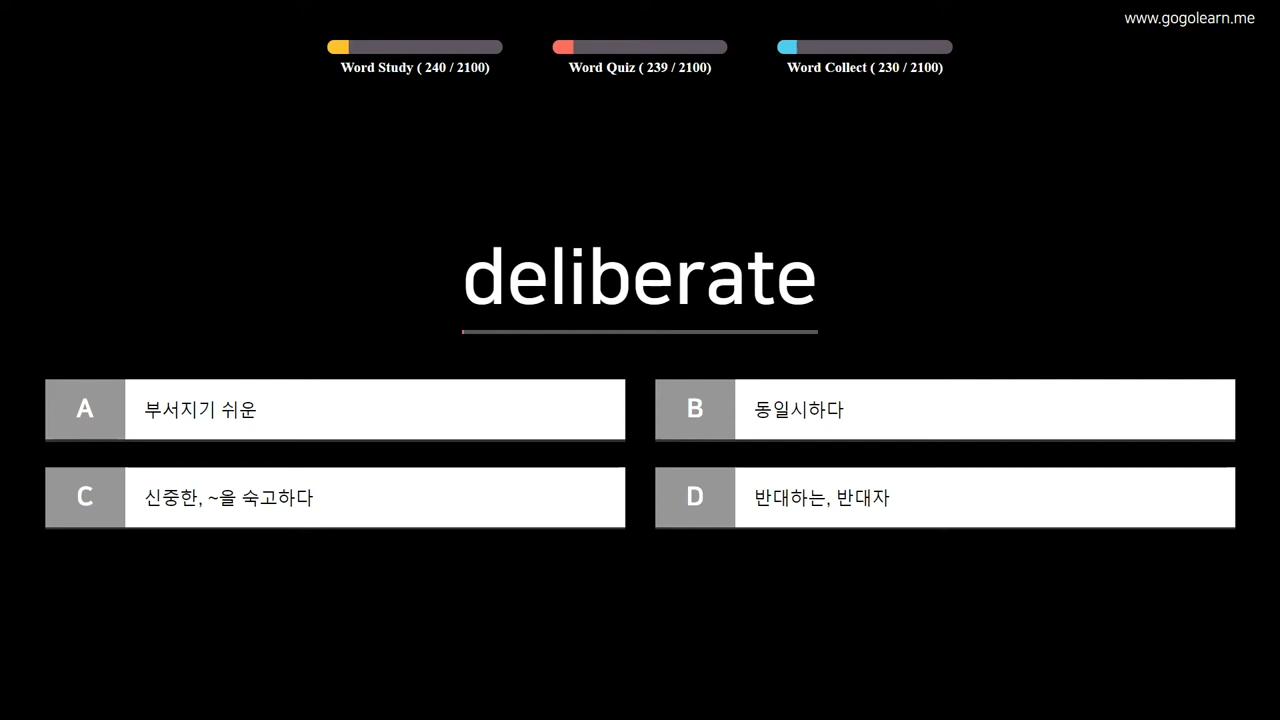 www.gogolearn.me
Word Study ( 240 / 2100)
Word Quiz ( 239 / 2100)
Word Collect ( 230 / 2100)
deliberate
A 부서지기 쉬운
B 동일시하다
C 신중한, ~을 숙고하다
D 반대하는, 반대자